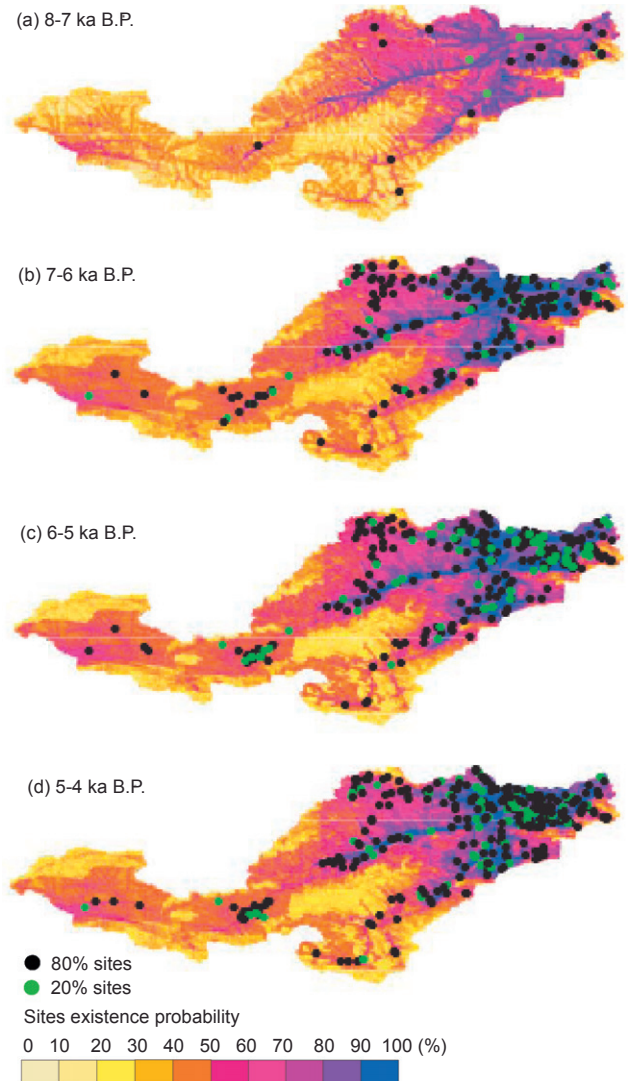 (a) 8-7 ka B.P.
(b) 7-6 ka B.P.
(c) 6-5 ka B.P.
(d) 5-4 ka B.P.
80% sites
20% sites
Sites existence probability
0 10 20 30 40 50 60 70 80 90 100 (%)